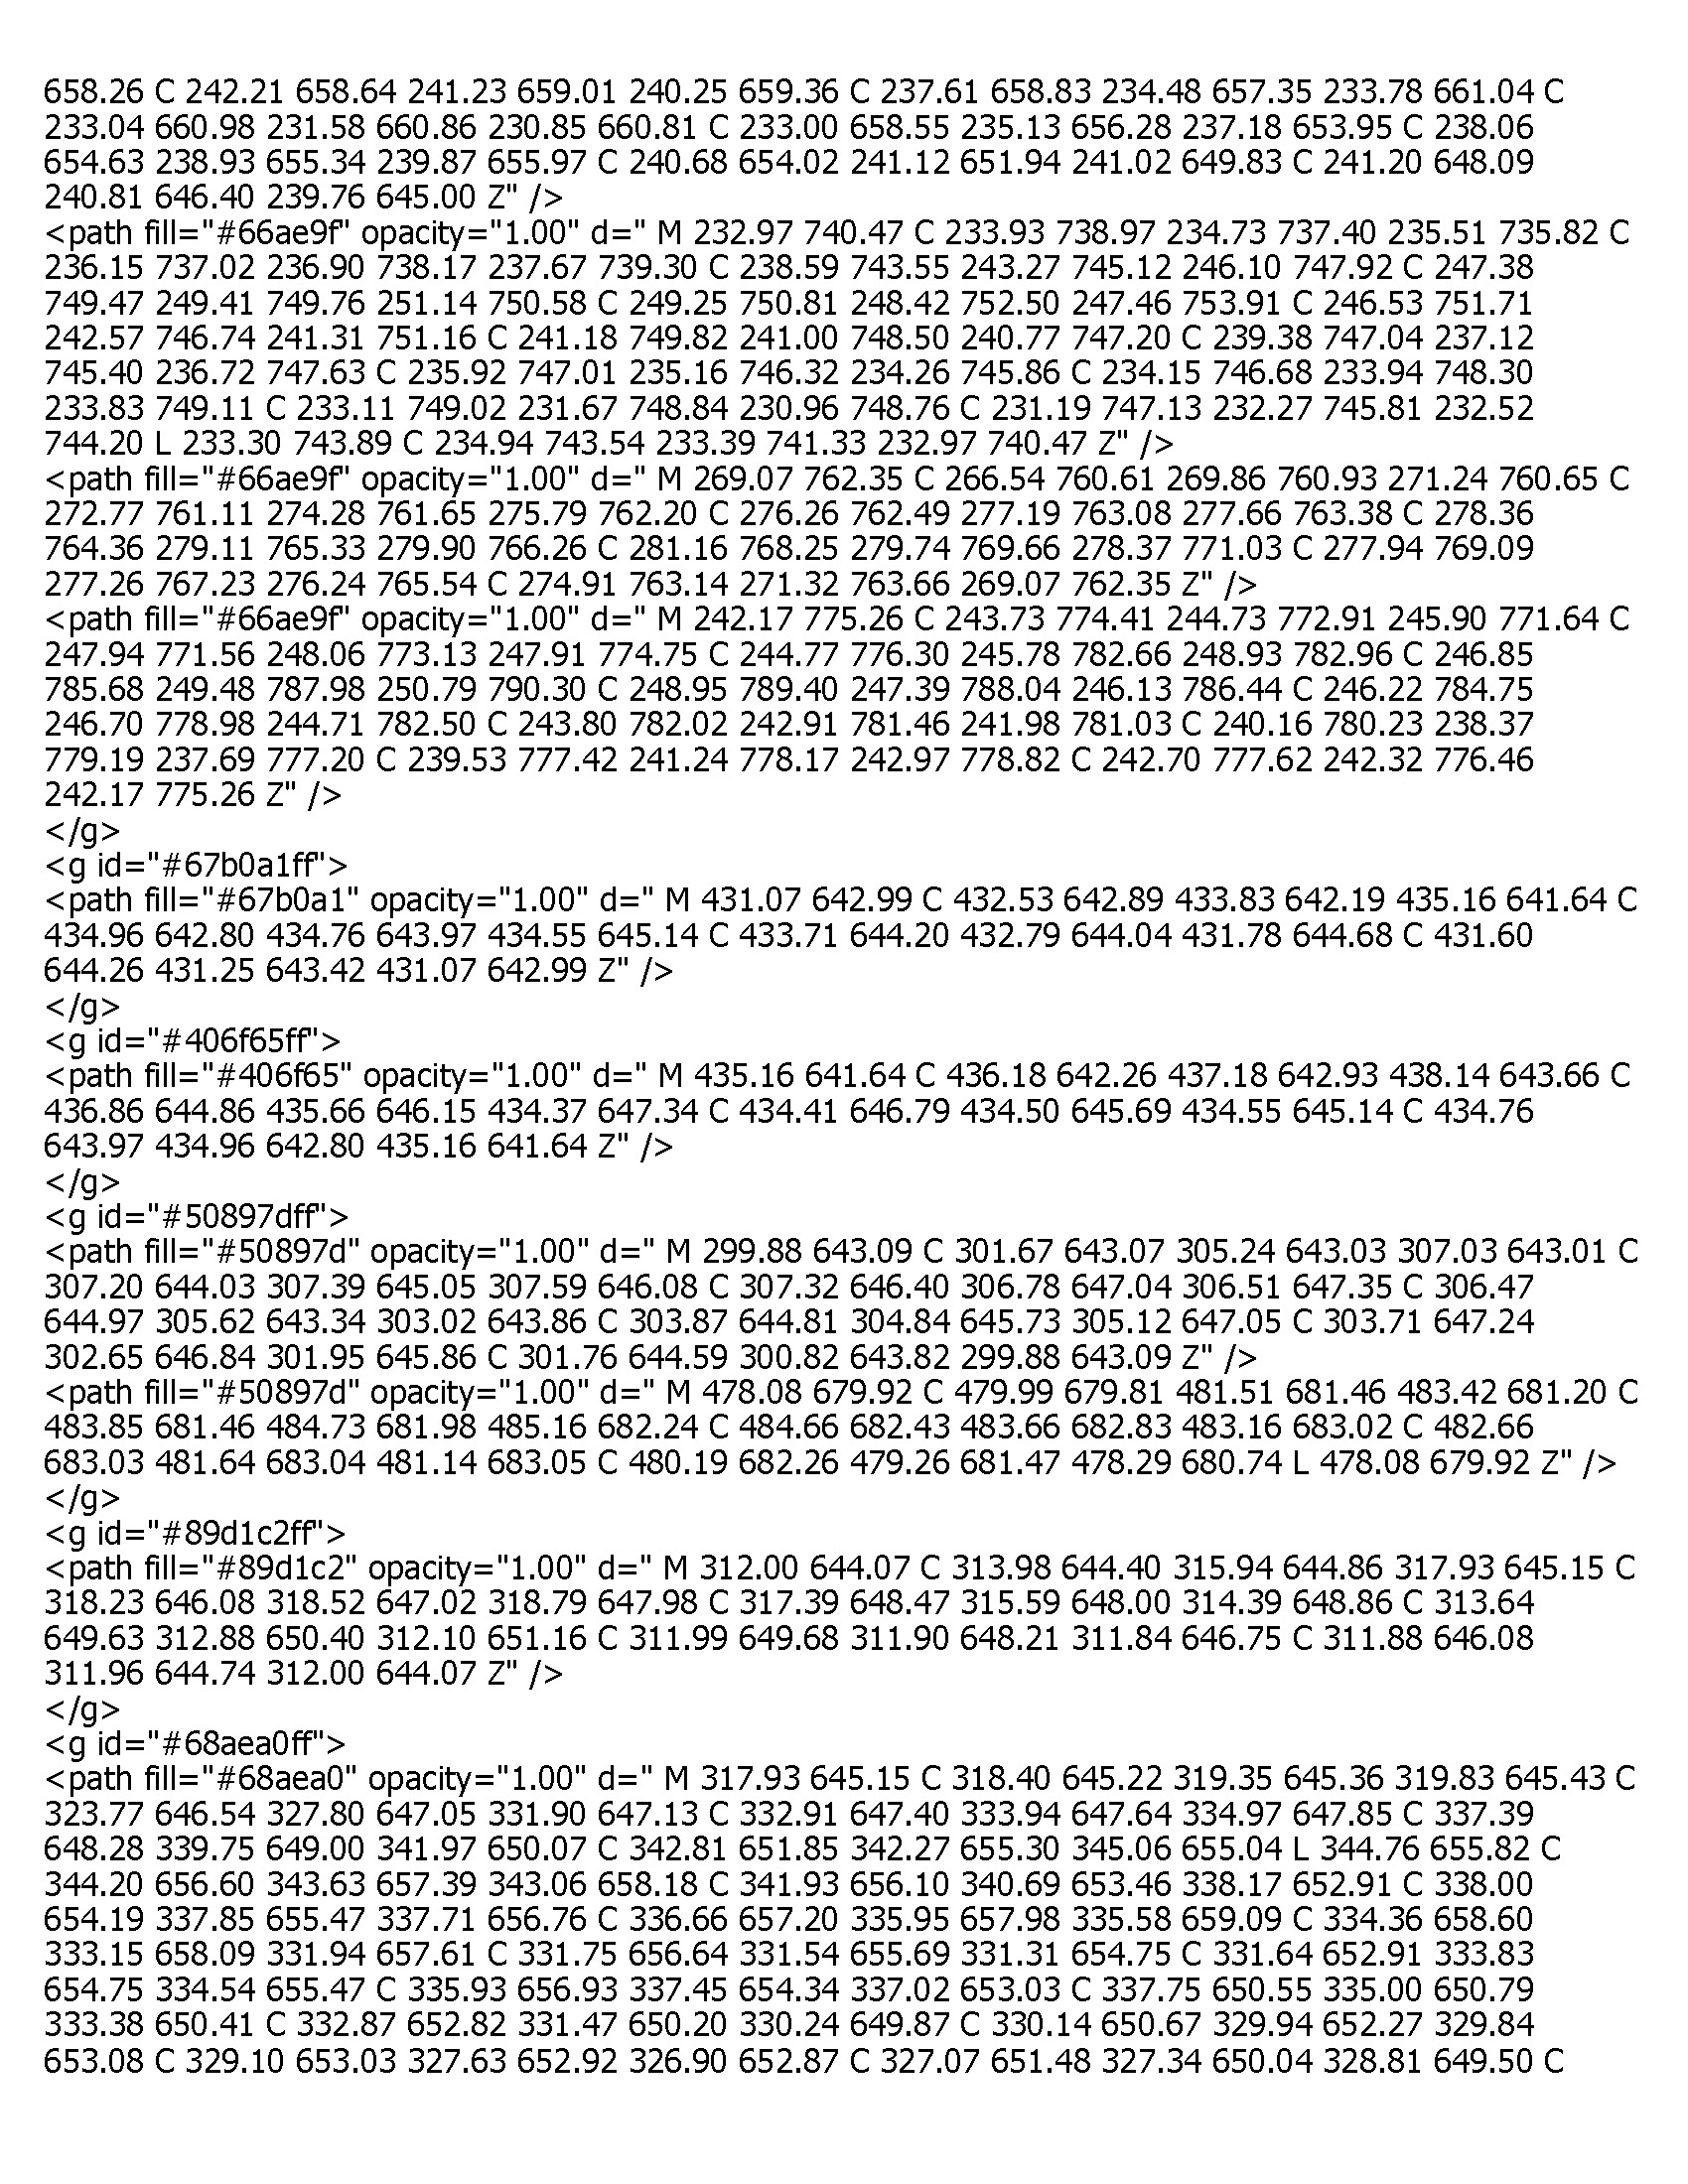 658.26 C 242.21 658.64 241.23 659.01 240.25 659.36 C 237.61 658.83 234.48 657.35 233.78 661.04 C
233.04 660.98 231.58 660.86 230.85 660.81 C 233.00 658.55 235.13 656.28 237.18 653.95 C 238.06
654.63 238.93 655.34 239.87 655.97 C 240.68 654.02 241.12 651.94 241.02 649.83 C 241.20 648.09
240.81 646.40 239.76 645.00 Z" />
<path fill="#66ae9f" opacity="1.00" d=" M 232.97 740.47 C 233.93 738.97 234.73 737.40 235.51 735.82 C
236.15 737.02 236.90 738.17 237.67 739.30 C 238.59 743.55 243.27 745.12 246.10 747.92 C 247.38
749.47 249.41 749.76 251.14 750.58 C 249.25 750.81 248.42 752.50 247.46 753.91 C 246.53 751.71
242.57 746.74 241.31 751.16 C 241.18 749.82 241.00 748.50 240.77 747.20 C 239.38 747.04 237.12
745.40 236.72 747.63 C 235.92 747.01 235.16 746.32 234.26 745.86 C 234.15 746.68 233.94 748.30
233.83 749.11 C 233.11 749.02 231.67 748.84 230.96 748.76 C 231.19 747.13 232.27 745.81 232.52
744.20 L 233.30 743.89 C 234.94 743.54 233.39 741.33 232.97 740.47 Z" />
<path fill="#66ae9f" opacity="1.00" d=" M 269.07 762.35 C 266.54 760.61 269.86 760.93 271.24 760.65 C
272.77 761.11 274.28 761.65 275.79 762.20 C 276.26 762.49 277.19 763.08 277.66 763.38 C 278.36
764.36 279.11 765.33 279.90 766.26 C 281.16 768.25 279.74 769.66 278.37 771.03 C 277.94 769.09
277.26 767.23 276.24 765.54 C 274.91 763.14 271.32 763.66 269.07 762.35 Z" />
<path fill="#66ae9f" opacity="1.00" d=" M 242.17 775.26 C 243.73 774.41 244.73 772.91 245.90 771.64 C
247.94 771.56 248.06 773.13 247.91 774.75 C 244.77 776.30 245.78 782.66 248.93 782.96 C 246.85
785.68 249.48 787.98 250.79 790.30 C 248.95 789.40 247.39 788.04 246.13 786.44 C 246.22 784.75
246.70 778.98 244.71 782.50 C 243.80 782.02 242.91 781.46 241.98 781.03 C 240.16 780.23 238.37
779.19 237.69 777.20 C 239.53 777.42 241.24 778.17 242.97 778.82 C 242.70 777.62 242.32 776.46
242.17 775.26 Z" />
</g>
<g id="#67b0a1ff">
<path fill="#67b0a1" opacity="1.00" d=" M 431.07 642.99 C 432.53 642.89 433.83 642.19 435.16 641.64 C
434.96 642.80 434.76 643.97 434.55 645.14 C 433.71 644.20 432.79 644.04 431.78 644.68 C 431.60
644.26 431.25 643.42 431.07 642.99 Z" />
</g>
<g id="#406f65ff">
<path fill="#406f65" opacity="1.00" d=" M 435.16 641.64 C 436.18 642.26 437.18 642.93 438.14 643.66 C
436.86 644.86 435.66 646.15 434.37 647.34 C 434.41 646.79 434.50 645.69 434.55 645.14 C 434.76
643.97 434.96 642.80 435.16 641.64 Z" />
</g>
<g id="#50897dff">
<path fill="#50897d" opacity="1.00" d=" M 299.88 643.09 C 301.67 643.07 305.24 643.03 307.03 643.01 C
307.20 644.03 307.39 645.05 307.59 646.08 C 307.32 646.40 306.78 647.04 306.51 647.35 C 306.47
644.97 305.62 643.34 303.02 643.86 C 303.87 644.81 304.84 645.73 305.12 647.05 C 303.71 647.24
302.65 646.84 301.95 645.86 C 301.76 644.59 300.82 643.82 299.88 643.09 Z" />
<path fill="#50897d" opacity="1.00" d=" M 478.08 679.92 C 479.99 679.81 481.51 681.46 483.42 681.20 C
483.85 681.46 484.73 681.98 485.16 682.24 C 484.66 682.43 483.66 682.83 483.16 683.02 C 482.66
683.03 481.64 683.04 481.14 683.05 C 480.19 682.26 479.26 681.47 478.29 680.74 L 478.08 679.92 Z" />
</g>
<g id="#89d1c2ff">
<path fill="#89d1c2" opacity="1.00" d=" M 312.00 644.07 C 313.98 644.40 315.94 644.86 317.93 645.15 C
318.23 646.08 318.52 647.02 318.79 647.98 C 317.39 648.47 315.59 648.00 314.39 648.86 C 313.64
649.63 312.88 650.40 312.10 651.16 C 311.99 649.68 311.90 648.21 311.84 646.75 C 311.88 646.08
311.96 644.74 312.00 644.07 Z" />
</g>
<g id="#68aea0ff">
<path fill="#68aea0" opacity="1.00" d=" M 317.93 645.15 C 318.40 645.22 319.35 645.36 319.83 645.43 C
323.77 646.54 327.80 647.05 331.90 647.13 C 332.91 647.40 333.94 647.64 334.97 647.85 C 337.39
648.28 339.75 649.00 341.97 650.07 C 342.81 651.85 342.27 655.30 345.06 655.04 L 344.76 655.82 C
344.20 656.60 343.63 657.39 343.06 658.18 C 341.93 656.10 340.69 653.46 338.17 652.91 C 338.00
654.19 337.85 655.47 337.71 656.76 C 336.66 657.20 335.95 657.98 335.58 659.09 C 334.36 658.60
333.15 658.09 331.94 657.61 C 331.75 656.64 331.54 655.69 331.31 654.75 C 331.64 652.91 333.83
654.75 334.54 655.47 C 335.93 656.93 337.45 654.34 337.02 653.03 C 337.75 650.55 335.00 650.79
333.38 650.41 C 332.87 652.82 331.47 650.20 330.24 649.87 C 330.14 650.67 329.94 652.27 329.84
653.08 C 329.10 653.03 327.63 652.92 326.90 652.87 C 327.07 651.48 327.34 650.04 328.81 649.50 C